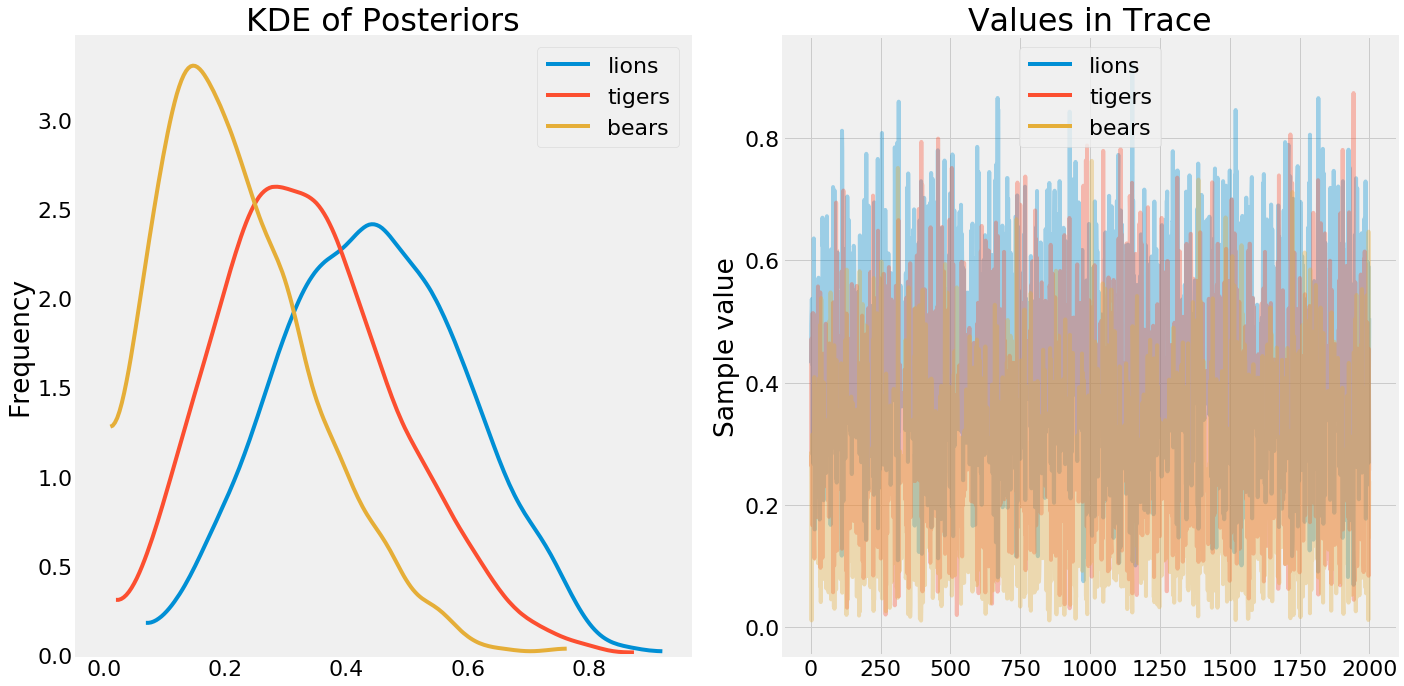 KDE of Posteriors
Frequency
3.0
2.5
2.0
1.5
1.0
0.5
0.0
0.0 0.2 0.4 0.6 0.8
lions
tigers
bears
Values in Trace
Sample value
0.8
0.6
0.4
0.2
0.0
0 250 500 750 1000 1250 1500 1750 2000
lions
tigers
bears